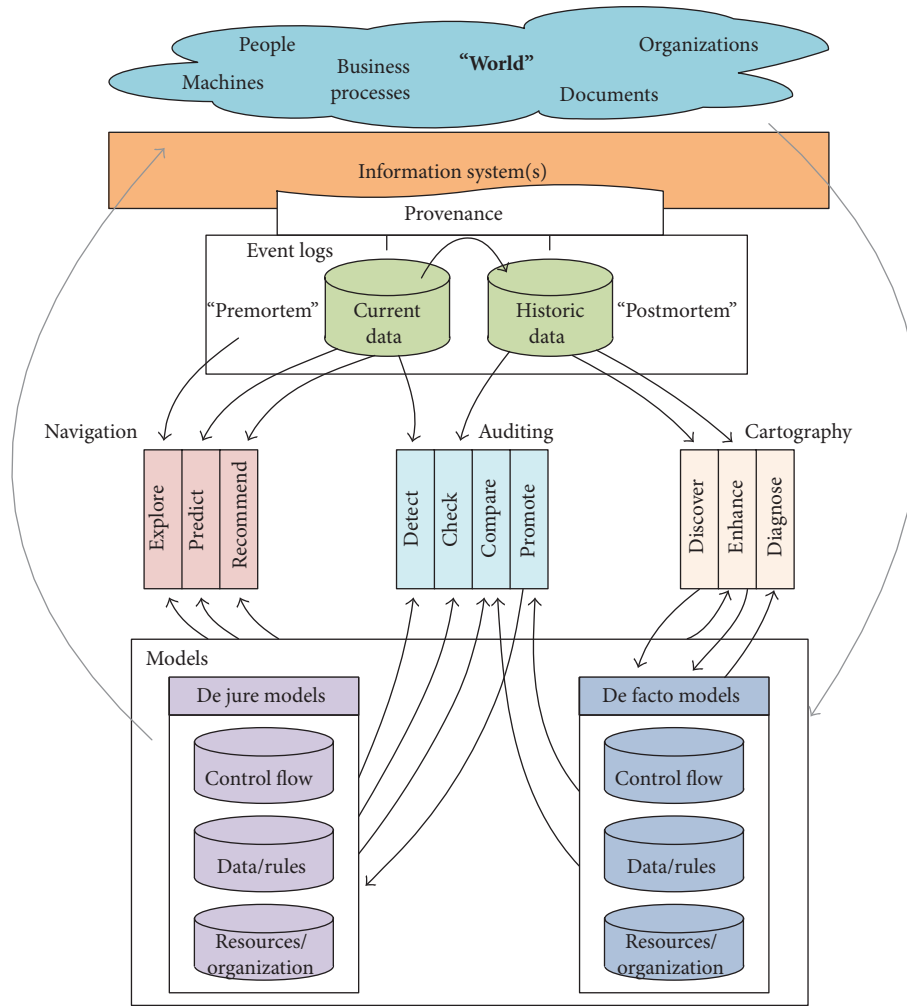 People
Organizations
"World"
Machines
Business
processes
Documents
Information system(s)
Provenance
Event logs
"Premortem"
Current
data
Historic
data
"Postmortem"
Navigation
Auditing
Cartography
Explore
Predict
Recommend
Detect
Check
Compare
Promote
Discover
Enhance
Diagnose
Models
De jure models
De facto models
Control flow
Control flow
Data/rules
Data/rules
Resources/
organization
Resources/
organization